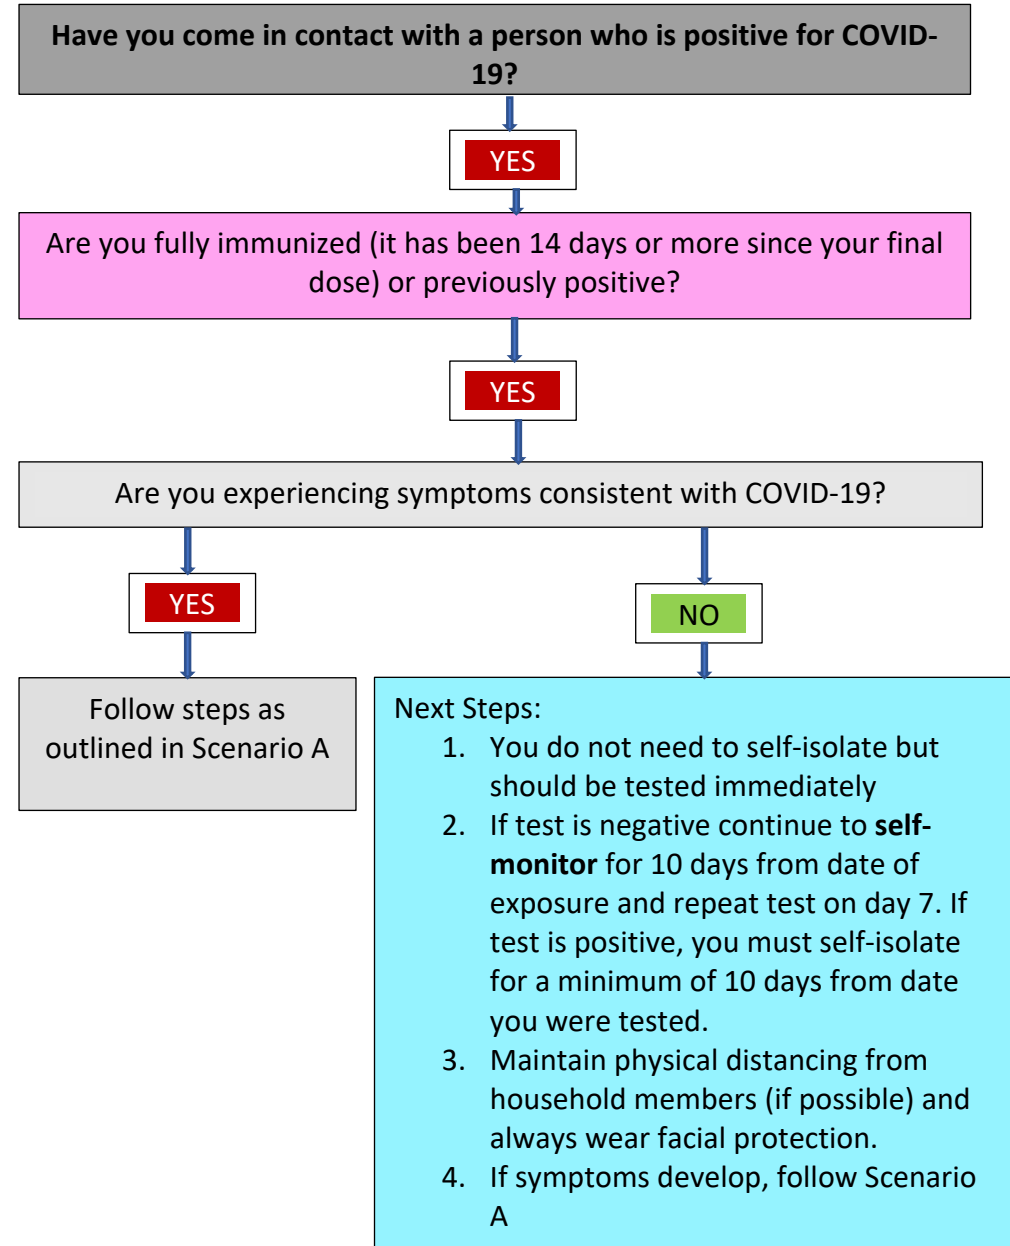 Have you come in contact with a person who is positive for COVID-
19?
YES
Are you fully immunized (it has been 14 days or more since your final
dose) or previously positive?
YES
Are you experiencing symptoms consistent with COVID-19?
YES
NO
Follow steps as
outlined in Scenario A
Next Steps:
1. You do not need to self-isolate but
should be tested immediately
2. If test is negative continue to self-
monitor for 10 days from date of
exposure and repeat test on day 7. If
test is positive, you must self-isolate
for a minimum of 10 days from date
you were tested.
3. Maintain physical distancing from
household members (if possible) and
always wear facial protection.
4. If symptoms develop, follow Scenario
A